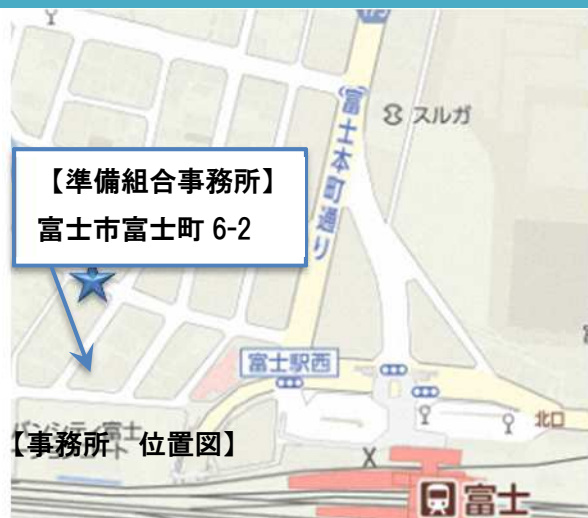 175
スルガ
富士本町通り
【準備組合事務所】
富士市富士町 6-2
富士駅西
北口
【事務所　位置図】
富士